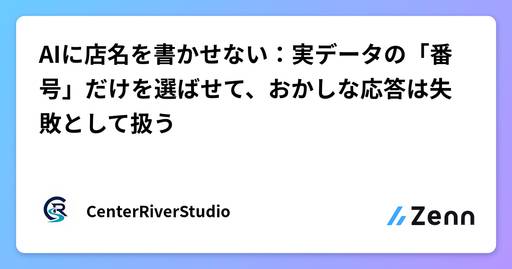 AIに店名を書かせない：実データの「番
号」だけを選ばせて、おかしな応答は失
敗として扱う
CenterRiverStudio
Zenn